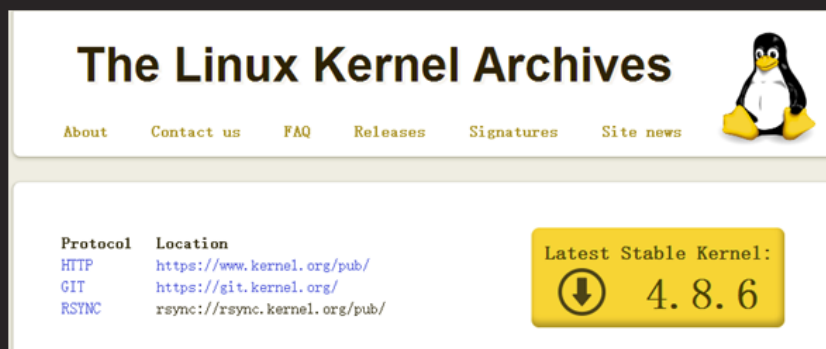 The Linux Kernel Archives
About Contact us FAQ Releases Signatures Site news
Protocol Location
HTTP https://www.kernel.org/pub/
GIT https://git.kernel.org/
RSYNC rsync://rsync.kernel.org/pub/
Latest Stable Kernel:
4.8.6